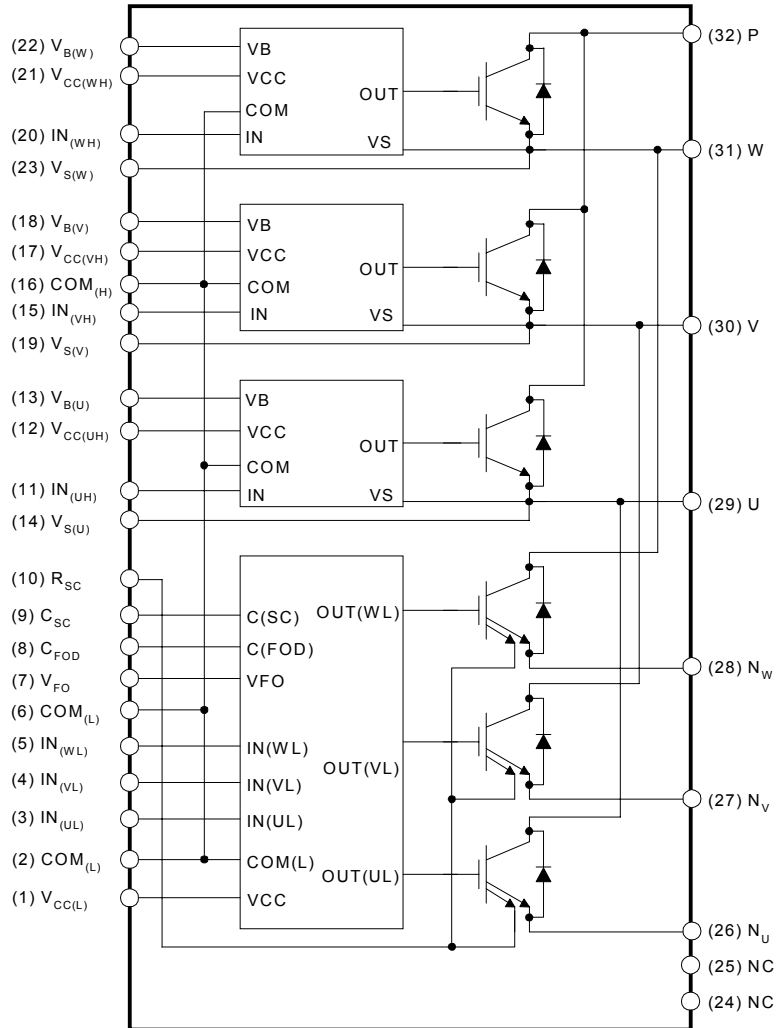 (22) V_B(W)
(21) V_CC(WH)
(20) IN_(WH)
(23) V_S(W)
(18) V_B(V)
(17) V_CC(VH)
(16) COM_(H)
(15) IN_(VH)
(19) V_S(V)
(13) V_B(U)
(12) V_CC(UH)
(11) IN_(UH)
(14) V_S(U)
(10) R_SC
(9) C_SC
(8) C_FOD
(7) V_FO
(6) COM_(L)
(5) IN_(WL)
(4) IN_(VL)
(3) IN_(UL)
(2) COM_(L)
(1) V_CC(L)
VB
VCC
COM
IN
OUT
VS
VB
VCC
COM
IN
OUT
VS
VB
VCC
COM
IN
OUT
VS
C(SC)
C(FOD)
VFO
IN(WL)
IN(VL)
IN(UL)
COM(L)
VCC
OUT(WL)
OUT(VL)
OUT(UL)
(32) P
(31) W
(30) V
(29) U
(28) N_W
(27) N_V
(26) N_U
(25) NC
(24) NC